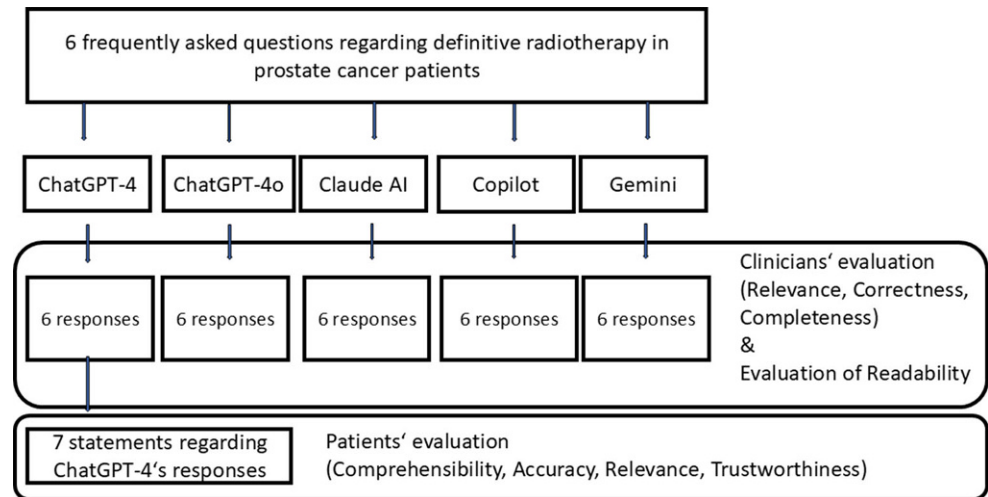 6 frequently asked questions regarding definitive radiotherapy in
prostate cancer patients
ChatGPT-4
ChatGPT-4o
Claude AI
Copilot
Gemini
6 responses
6 responses
6 responses
6 responses
6 responses
Clinicians‘ evaluation
(Relevance, Correctness,
Completeness)
&
Evaluation of Readability
7 statements regarding
ChatGPT-4‘s responses
Patients‘ evaluation
(Comprehensibility, Accuracy, Relevance, Trustworthiness)